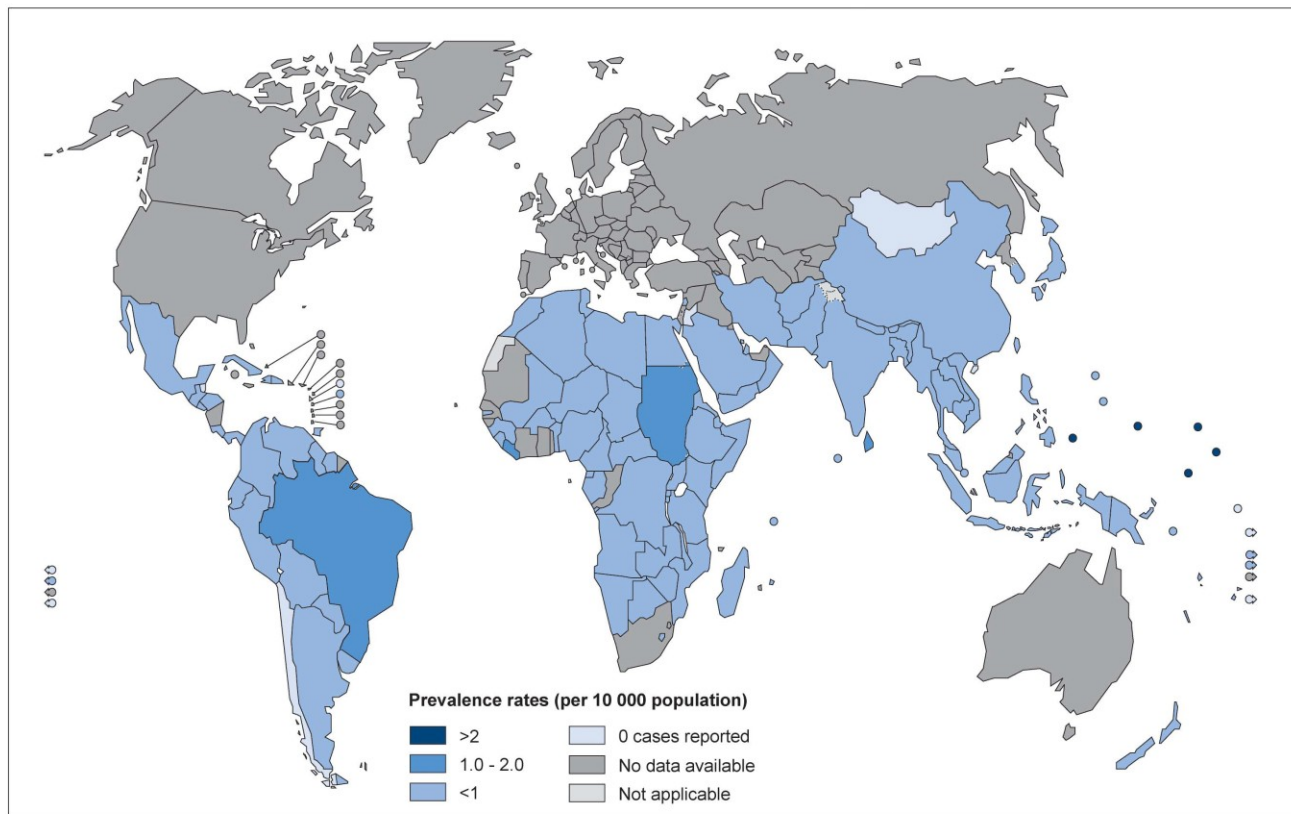 Prevalence rates (per 10 000 population)
>2
1.0 - 2.0
<1
0 cases reported
No data available
Not applicable